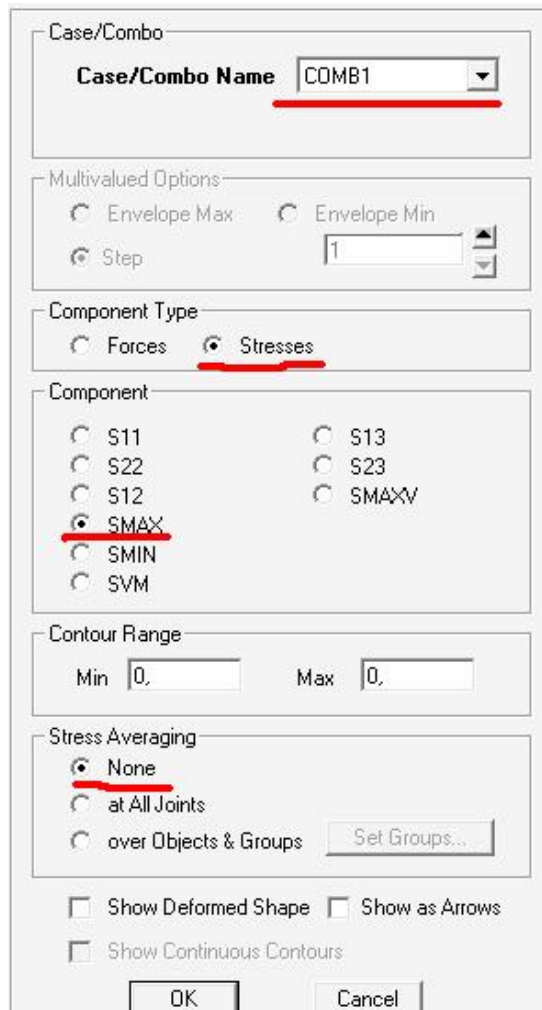 Case/Combo
Case/Combo Name COMB1
Multivalued Options
Envelope Max Envelope Min
Step 1
Component Type
Forces Stresses
Component
S11 S13
S22 S23
S12 SMAXV
SMAX
SMIN
SVM
Contour Range
Min 0, Max 0,
Stress Averaging
None
at All Joints
over Objects & Groups Set Groups...
Show Deformed Shape Show as Arrows
Show Continuous Contours
OK Cancel